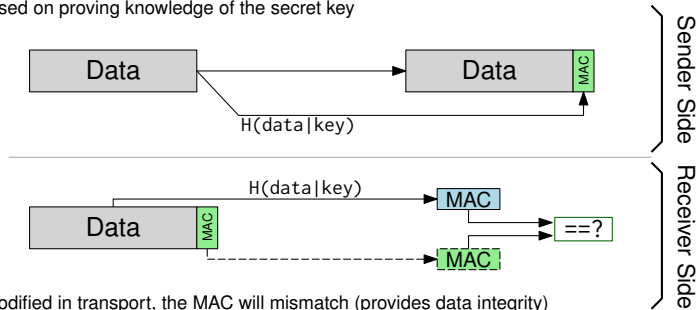 sed on proving knowledge of the secret key
Data
Data
MAC
H(data|key)
Sender Side
H(data|key)
MAC
Data
MAC
==?
MAC
Receiver Side
odified in transport, the MAC will mismatch (provides data integrity)